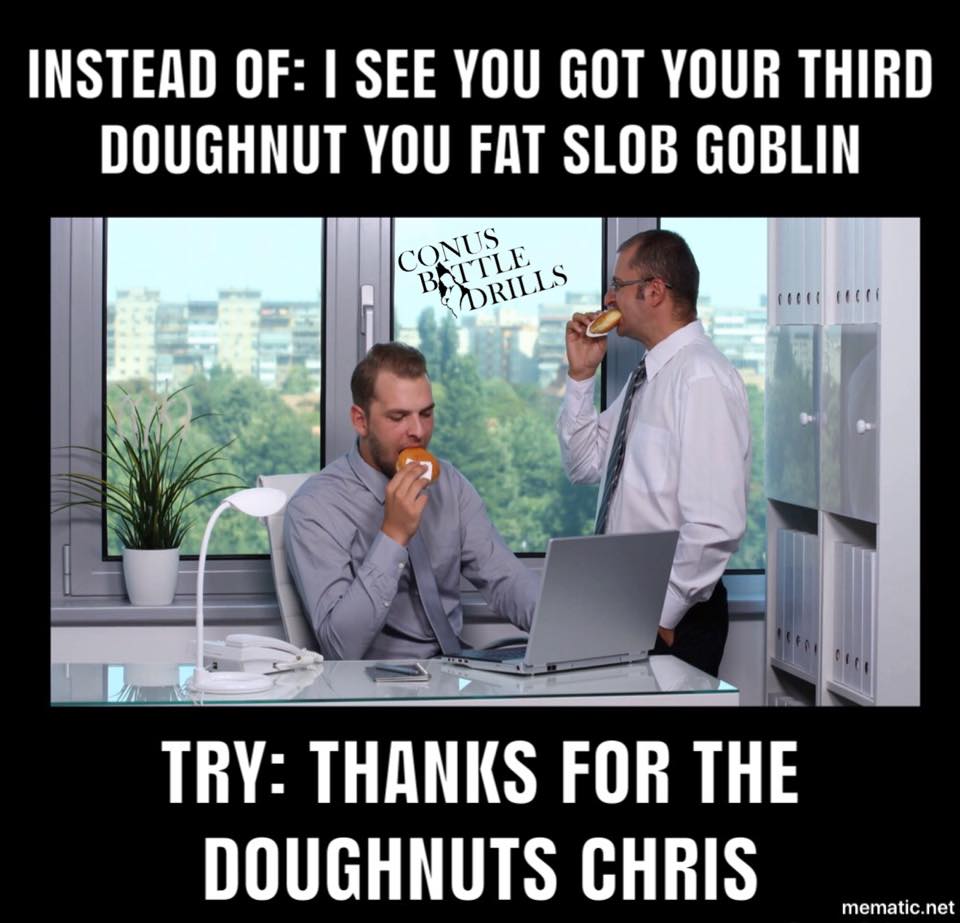 INSTEAD OF: I SEE YOU GOT YOUR THIRD
DOUGHNUT YOU FAT SLOB GOBLIN
CONUS
BATTLE
DRILLS
TRY: THANKS FOR THE
DOUGHNUTS CHRIS
mematic.net